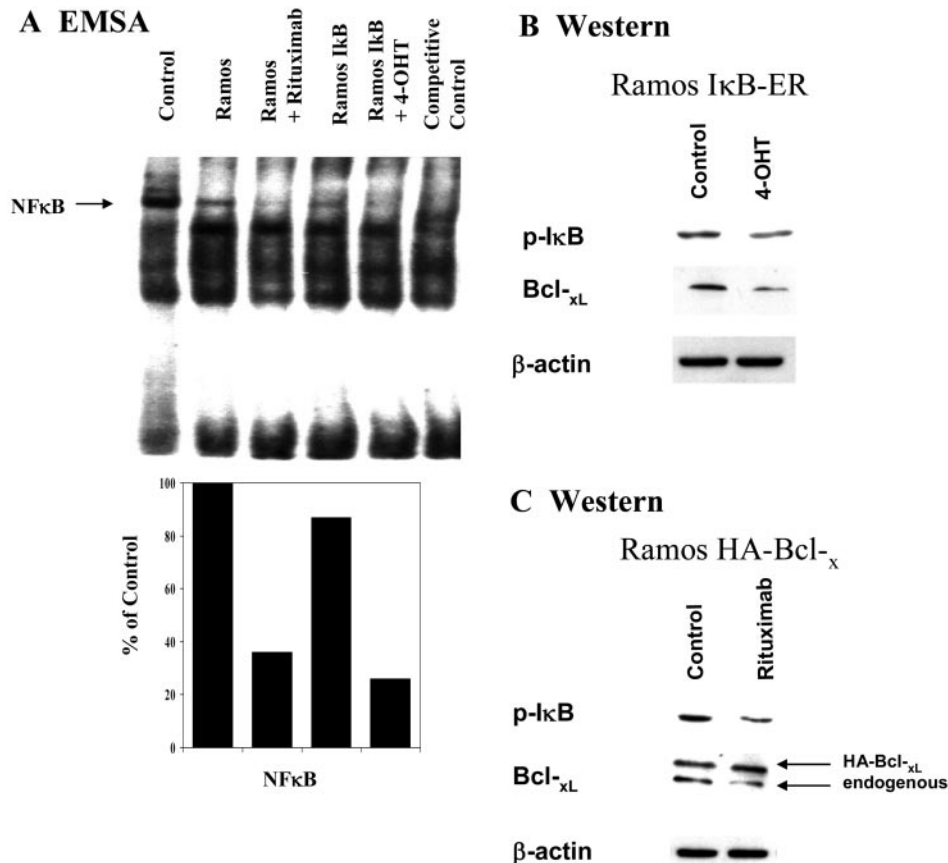 A EMSA
Control
Ramos
Ramos
+ Rituximab
Ramos IkB
Ramos IkB
+ 4-OHT
Competitive
Control
NFκB
% of Control
100
80
60
40
20
0
NFκB
B Western
Ramos IκB-ER
Control
4-OHT
p-IκB
Bcl-xL
β-actin
C Western
Ramos HA-Bcl-x
Control
Rituximab
p-IκB
Bcl-xL
HA-Bcl-xL
endogenous
β-actin